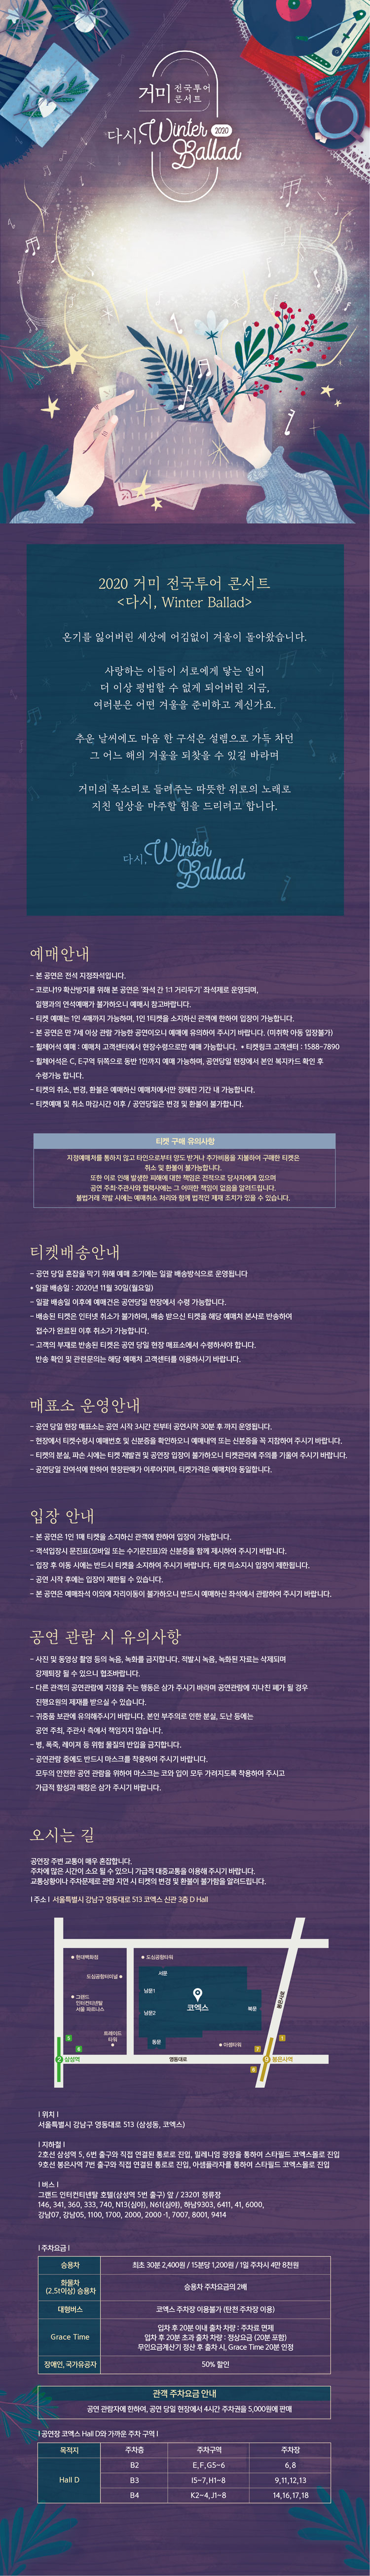 거미 전국투어
콘서트
다시, Winter 2020
Ballad
2020 거미 전국투어 콘서트
<다시, Winter Ballad>
온기를 잃어버린 세상에 어김없이 겨울이 돌아왔습니다.
사랑하는 이들이 서로에게 닿는 일이
더 이상 평범할 수 없게 되어버린 지금,
여러분은 어떤 겨울을 준비하고 계신가요.
추운 날씨에도 마음 한 구석은 설렘으로 가득 차던
그 어느 해의 겨울을 되찾을 수 있길 바라며
거미의 목소리로 들려주는 따뜻한 위로의 노래로
지친 일상을 마주할 힘을 드리려고 합니다.
다시, Winter
Ballad
예매안내
- 본 공연은 전석 지정좌석입니다.
- 코로나19 확산방지를 위해 본 공연은 '좌석 간 1:1 거리두기' 좌석제로 운영되며,
일행과의 연석예매가 불가하오니 예매시 참고바랍니다.
- 티켓 예매는 1인 4매까지 가능하며, 1인 1티켓을 소지하신 관객에 한하여 입장이 가능합니다.
- 본 공연은 만 7세 이상 관람 가능한 공연이오니 예매에 유의하여 주시기 바랍니다. (미취학 아동 입장불가)
- 휠체어석 예매 : 예매처 고객센터에서 현장수령으로만 예매 가능합니다. * 티켓링크 고객센터 : 1588-7890
- 휠체어석은 C, E구역 뒤쪽으로 동반 1인까지 예매 가능하며, 공연당일 현장에서 본인 복지카드 확인 후
수령가능 합니다.
- 티켓의 취소, 변경, 환불은 예매하신 예매처에서만 정해진 기간 내 가능합니다.
- 티켓예매 및 취소 마감시간 이후 / 공연당일은 변경 및 환불이 불가합니다.
티켓 구매 유의사항
지정예매처를 통하지 않고 타인으로부터 양도 받거나 추가비용을 지불하여 구매한 티켓은
취소 및 환불이 불가능합니다.
또한 이로 인해 발생한 피해에 대한 책임은 전적으로 당사자에게 있으며
공연 주최·주관사와 협력사에는 그 어떠한 책임이 없음을 알려드립니다.
불법거래 적발 시에는 예매취소 처리와 함께 법적인 제재 조치가 있을 수 있습니다.
티켓배송안내
- 공연 당일 혼잡을 막기 위해 예매 초기에는 일괄 배송방식으로 운영됩니다
* 일괄 배송일 : 2020년 11월 30일(월요일)
- 일괄 배송일 이후에 예매건은 공연당일 현장에서 수령 가능합니다.
- 배송된 티켓은 인터넷 취소가 불가하며, 배송 받으신 티켓을 해당 예매처 본사로 반송하여
접수가 완료된 이후 취소가 가능합니다.
- 고객의 부재로 반송된 티켓은 공연 당일 현장 매표소에서 수령하셔야 합니다.
반송 확인 및 관련문의는 해당 예매처 고객센터를 이용하시기 바랍니다.
매표소 운영안내
- 공연 당일 현장 매표소는 공연 시작 3시간 전부터 공연시작 30분 후 까지 운영됩니다.
- 현장에서 티켓수령시 예매번호 및 신분증을 확인하오니 예매내역 또는 신분증을 꼭 지참하여 주시기 바랍니다.
- 티켓의 분실, 파손 시에는 티켓 재발권 및 공연장 입장이 불가하오니 티켓관리에 주의를 기울여 주시기 바랍니다.
- 공연당일 잔여석에 한하여 현장판매가 이루어지며, 티켓가격은 예매처와 동일합니다.
입장 안내
- 본 공연은 1인 1매 티켓을 소지하신 관객에 한하여 입장이 가능합니다.
- 객석입장시 문진표(모바일 또는 수기문진표)와 신분증을 함께 제시하여 주시기 바랍니다.
- 입장 후 이동 시에는 반드시 티켓을 소지하여 주시기 바랍니다. 티켓 미소지시 입장이 제한됩니다.
- 공연 시작 후에는 입장이 제한될 수 있습니다.
- 본 공연은 예매좌석 이외에 자리이동이 불가하오니 반드시 예매하신 좌석에서 관람하여 주시기 바랍니다.
공연 관람 시 유의사항
- 사진 및 동영상 촬영 등의 녹음, 녹화를 금지합니다. 적발시 녹음, 녹화된 자료는 삭제되며
강제퇴장 될 수 있으니 협조바랍니다.
- 다른 관객의 공연관람에 지장을 주는 행동은 삼가 주시기 바라며 공연관람에 지나친 폐가 될 경우
진행요원의 제재를 받으실 수 있습니다.
- 귀중품 보관에 유의해주시기 바랍니다. 본인 부주의로 인한 분실, 도난 등에는
공연 주최, 주관사 측에서 책임지지 않습니다.
- 병, 폭죽, 레이저 등 위험 물질의 반입을 금지합니다.
- 공연관람 중에도 반드시 마스크를 착용하여 주시기 바랍니다.
모두의 안전한 공연 관람을 위하여 마스크는 코와 입이 모두 가려지도록 착용하여 주시고
가급적 함성과 떼창은 삼가 주시기 바랍니다.
오시는 길
공연장 주변 교통이 매우 혼잡합니다.
주차에 많은 시간이 소요 될 수 있으니 가급적 대중교통을 이용해 주시기 바랍니다.
교통상황이나 주차문제로 관람 지연 시 티켓의 변경 및 환불이 불가함을 알려드립니다.
| 주소 | 서울특별시 강남구 영동대로 513 코엑스 신관 3층 D Hall
현대백화점
도심공항타워
도심공항터미널
서문
그랜드
인터컨티넨탈
서울 파르나스
남문1
코엑스
남문2
북문
봉은사로
트레이드
타워
동문
아셈타워
5
6
7
1
2 삼성역
영동대로
9 봉은사역
6
| 위치 |
서울특별시 강남구 영동대로 513 (삼성동, 코엑스)
| 지하철 |
2호선 삼성역 5, 6번 출구와 직접 연결된 통로로 진입, 밀레니엄 광장을 통하여 스타필드 코엑스몰로 진입
9호선 봉은사역 7번 출구와 직접 연결된 통로로 진입, 아셈플라자를 통하여 스타필드 코엑스몰로 진입
| 버스 |
그랜드 인터컨티넨탈 호텔(삼성역 5번 출구) 앞 / 23201 정류장
146, 341, 360, 333, 740, N13(심야), N61(심야), 하남9303, 6411, 41, 6000,
강남07, 강남05, 1100, 1700, 2000, 2000-1, 7007, 8001, 9414
| 주차요금 |
승용차 최초 30분 2,400원 / 15분당 1,200원 / 1일 주차시 4만 8천원
화물차
(2.5t이상) 승용차 승용차 주차요금의 2배
대형버스 코엑스 주차장 이용불가 (탄천 주차장 이용)
Grace Time 입차 후 20분 이내 출차 차량 : 주차료 면제
입차 후 20분 초과 출차 차량 : 정상요금 (20분 포함)
무인요금계산기 정산 후 출차 시, Grace Time 20분 인정
장애인, 국가유공자 50% 할인
관객 주차요금 안내
공연 관람자에 한하여, 공연 당일 현장에서 4시간 주차권을 5,000원에 판매
| 공연장 코엑스 Hall D와 가까운 주차 구역 |
목적지 주차층 주차구역 주차장
Hall D B2 E, F, G5~6 6,8
B3 I5~7, H1~8 9,11,12,13
B4 K2~4, J1~8 14,16,17,18